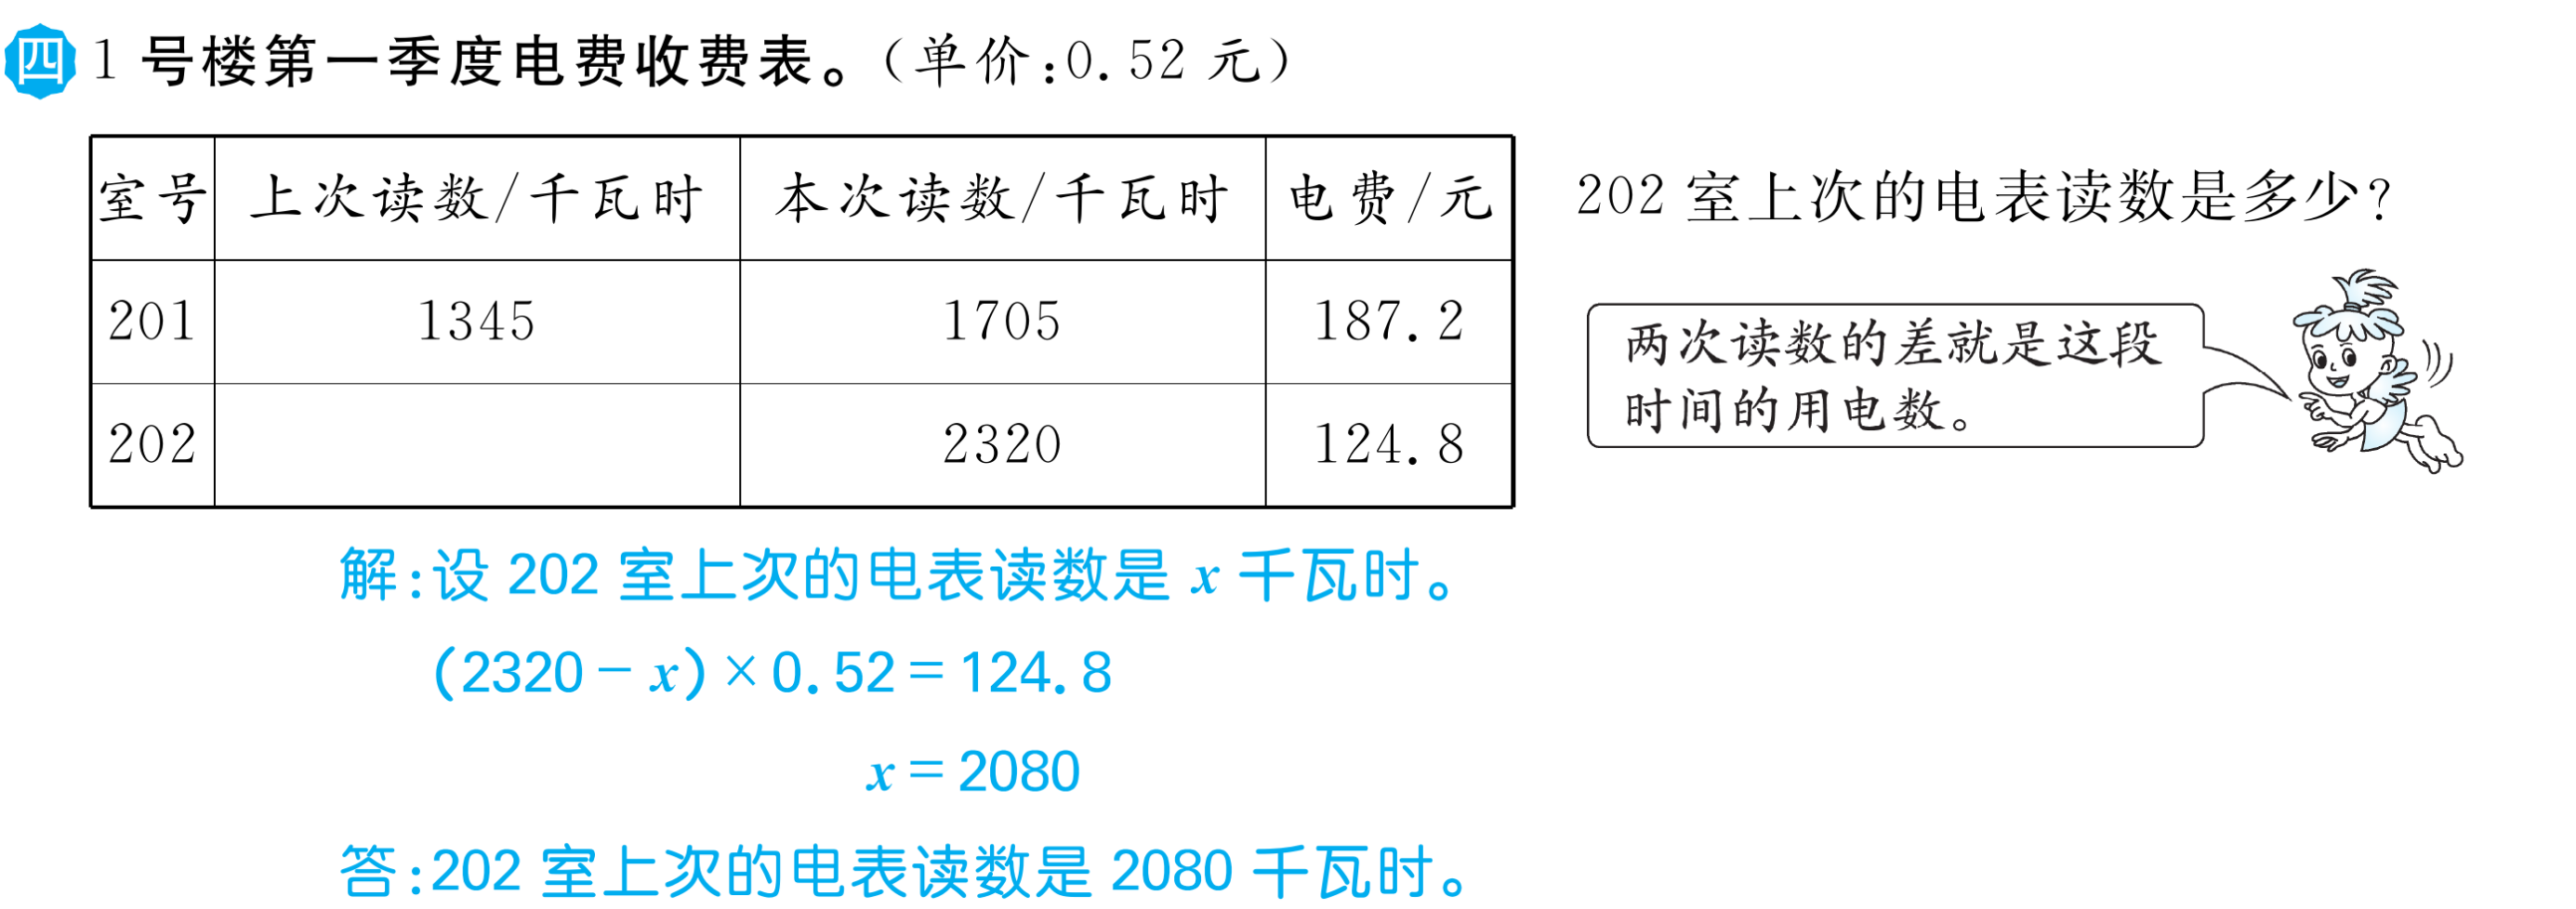 四 1 号楼第一季度电费收费表。(单价:0.52 元)
室号 上次读数/千瓦时 本次读数/千瓦时 电费/元
201 1345 1705 187.2
202 2320 124.8
202 室上次的电表读数是多少?
两次读数的差就是这段
时间的用电数。
解:设 202 室上次的电表读数是 x 千瓦时。
(2320-x)×0.52=124.8
x=2080
答:202 室上次的电表读数是 2080 千瓦时。